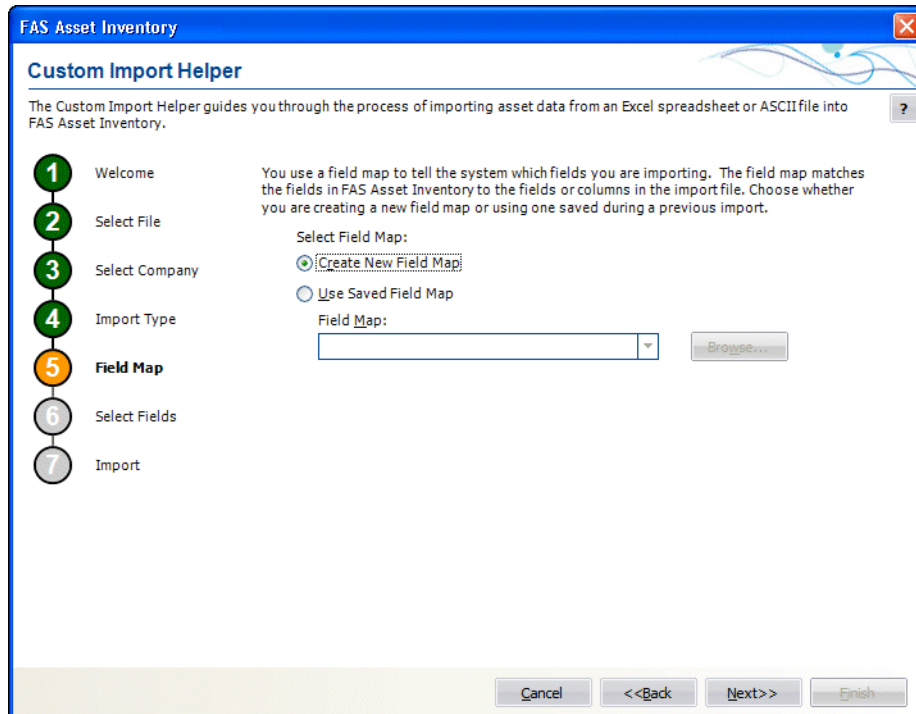 FAS Asset Inventory
Custom Import Helper
The Custom Import Helper guides you through the process of importing asset data from an Excel spreadsheet or ASCII file into
FAS Asset Inventory.
?
1 Welcome
2 Select File
3 Select Company
4 Import Type
5 Field Map
6 Select Fields
7 Import
You use a field map to tell the system which fields you are importing. The field map matches
the fields in FAS Asset Inventory to the fields or columns in the import file. Choose whether
you are creating a new field map or using one saved during a previous import.
Select Field Map:
Create New Field Map
Use Saved Field Map
Field Map:
Browse...
Cancel
<<Back
Next>>
Finish